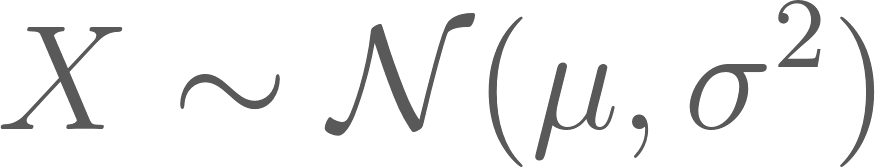 X ∼ 𝒩(μ, σ²)